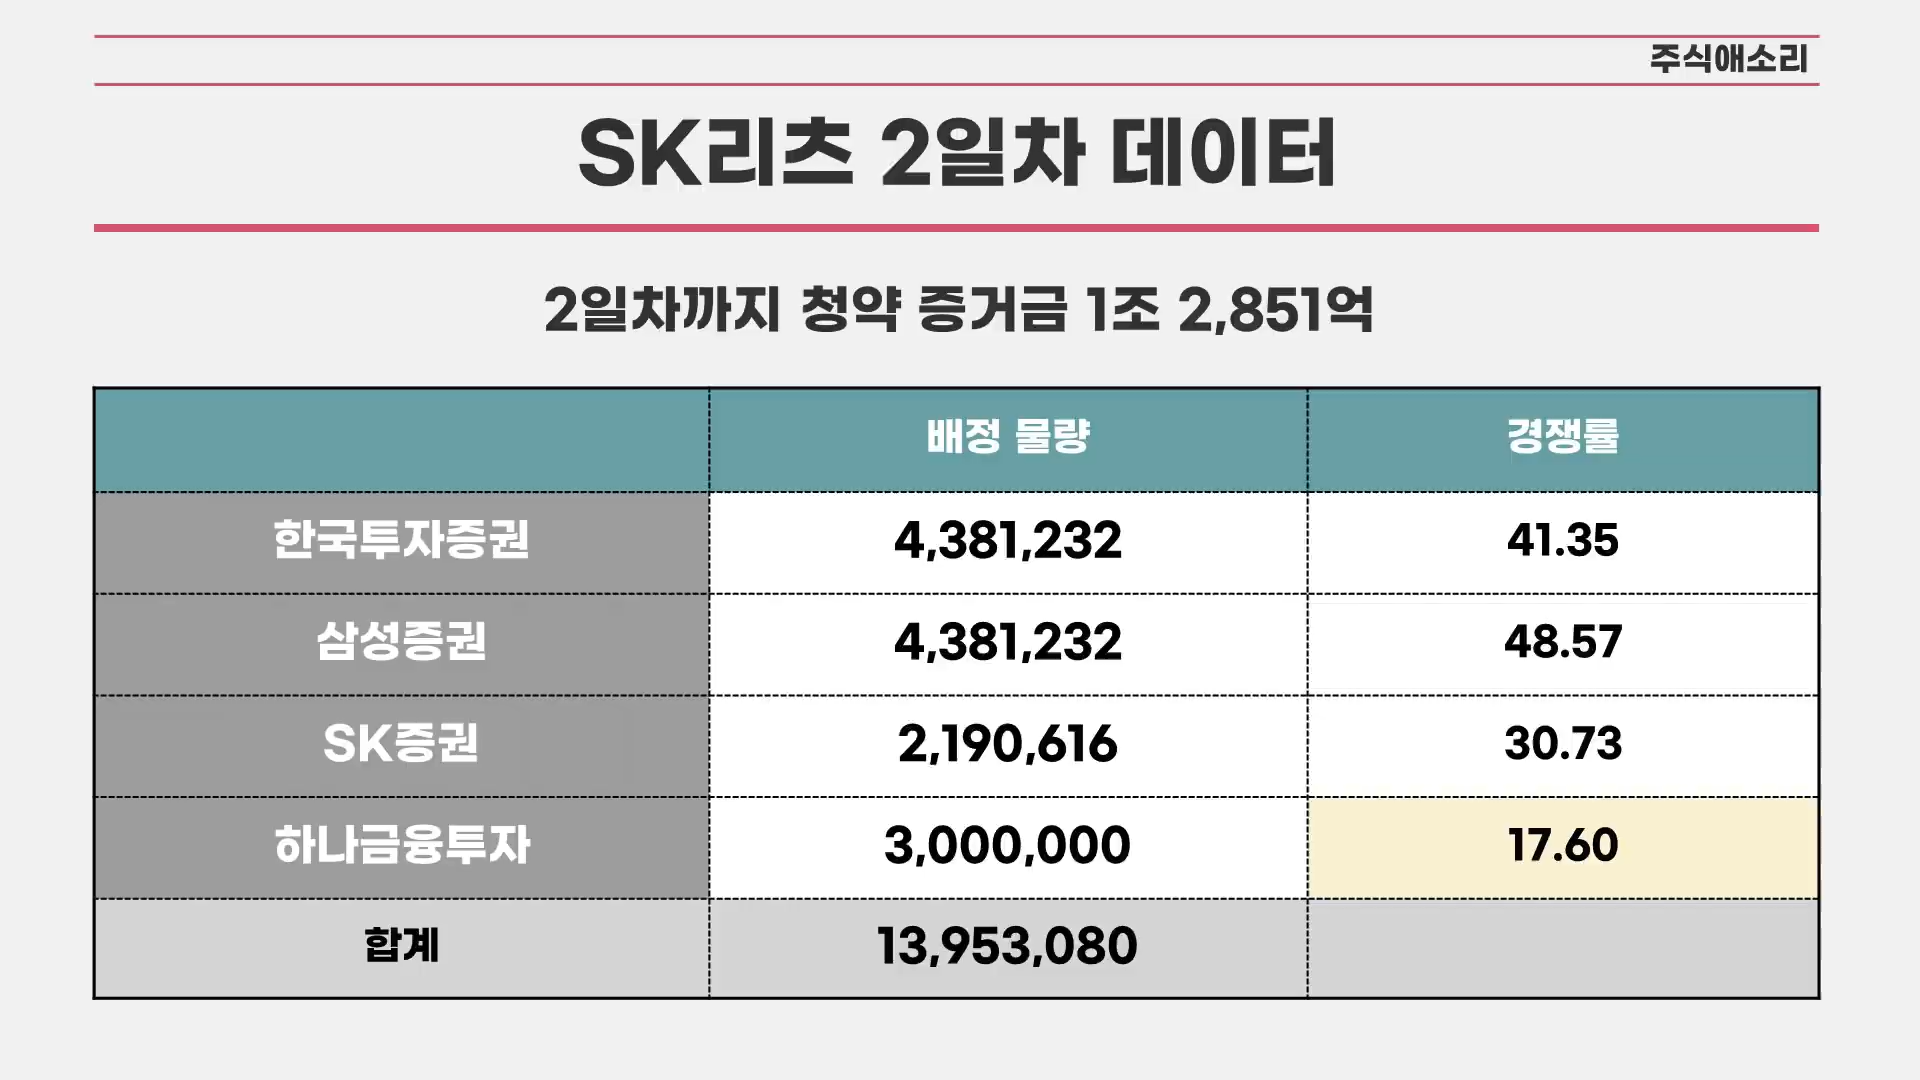 주식애소리
SK리츠 2일차 데이터
2일차까지 청약 증거금 1조 2,851억
배정 물량 경쟁률
한국투자증권 4,381,232 41.35
삼성증권 4,381,232 48.57
SK증권 2,190,616 30.73
하나금융투자 3,000,000 17.60
합계 13,953,080